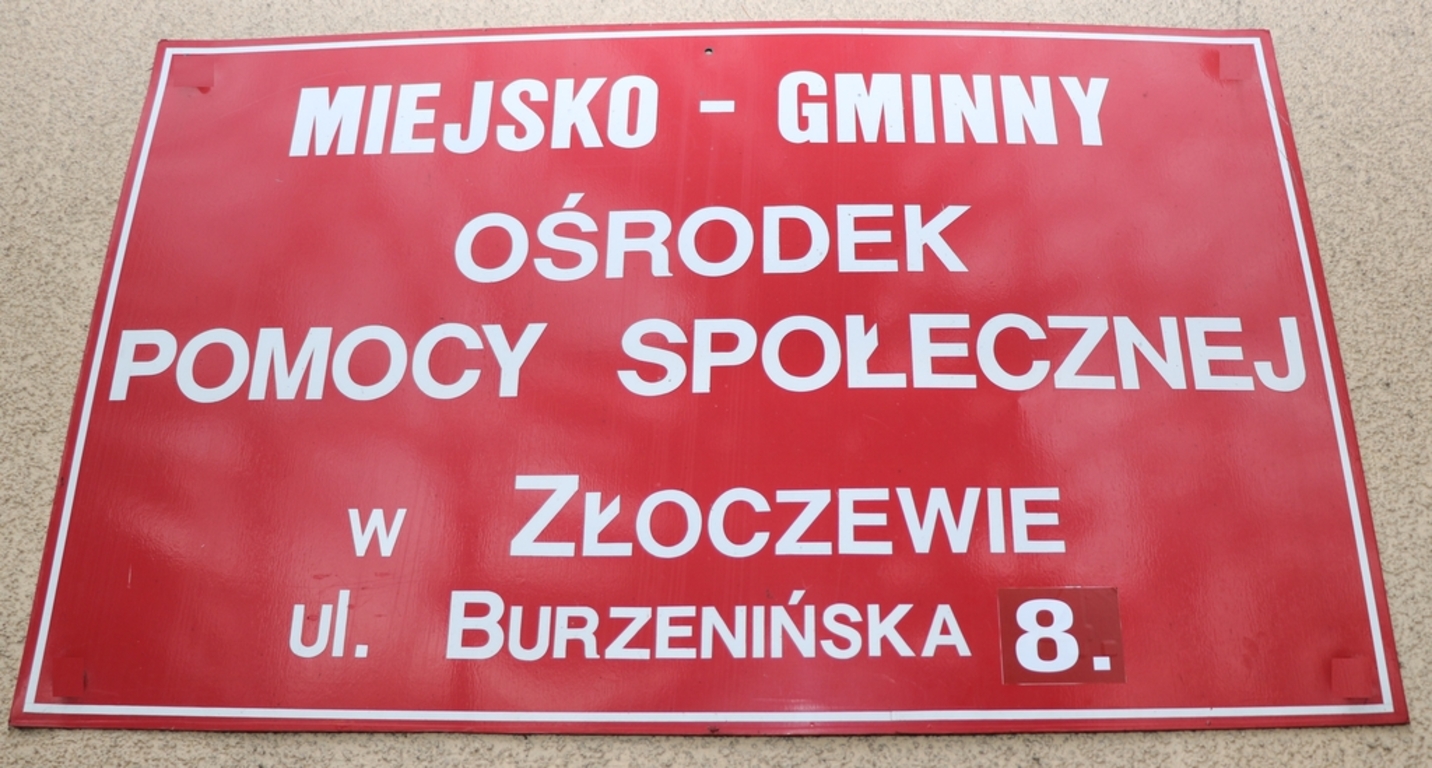 MIEJSKO - GMINNY
OŚRODEK
POMOCY SPOŁECZNEJ
w ZŁOCZEWIE
ul. BURZENIŃSKA 8.